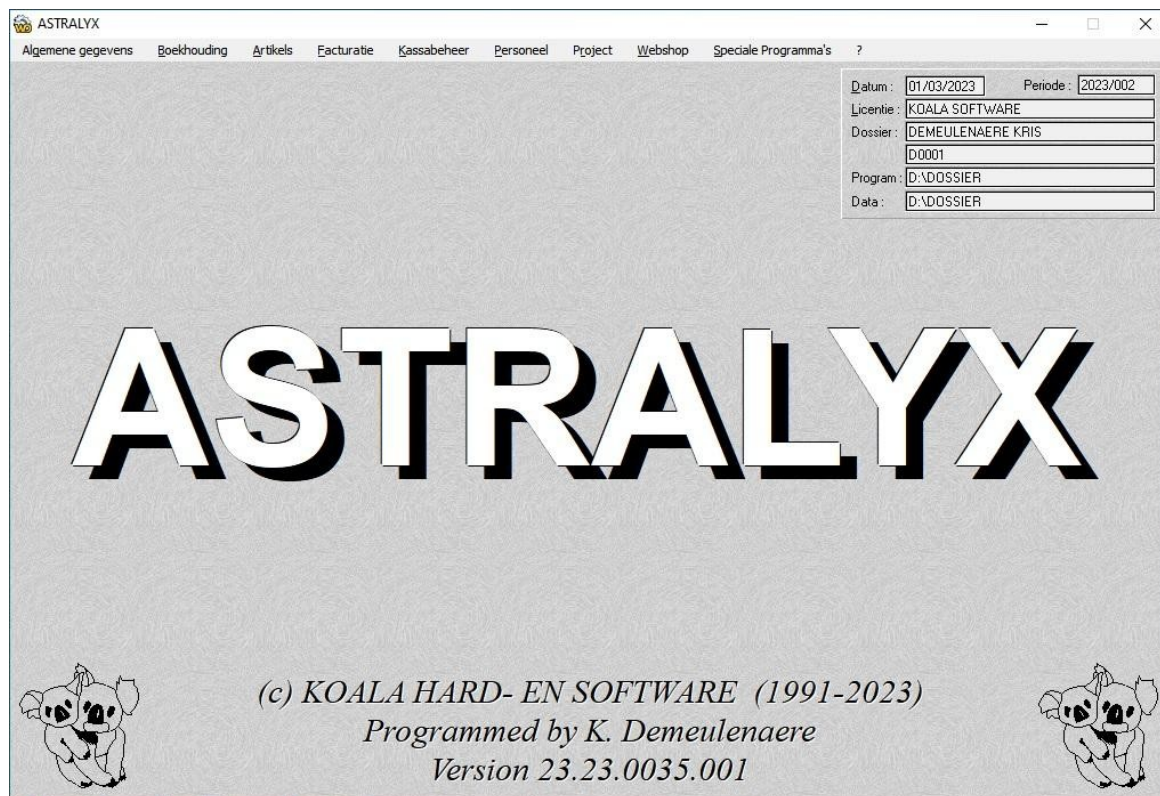 ASTRALYX
Algemene gegevens Boekhouding Artikels Facturatie Kassabeheer Personeel Project Webshop Speciale Programma's ?
Datum : 01/03/2023 Periode : 2023/002
Licentie : KOALA SOFTWARE
Dossier : DEMEULENAERE KRIS
D0001
Program : D:\DOSSIER
Data : D:\DOSSIER
ASTRALYX
(c) KOALA HARD- EN SOFTWARE (1991-2023)
Programmed by K. Demeulenaere
Version 23.23.0035.001